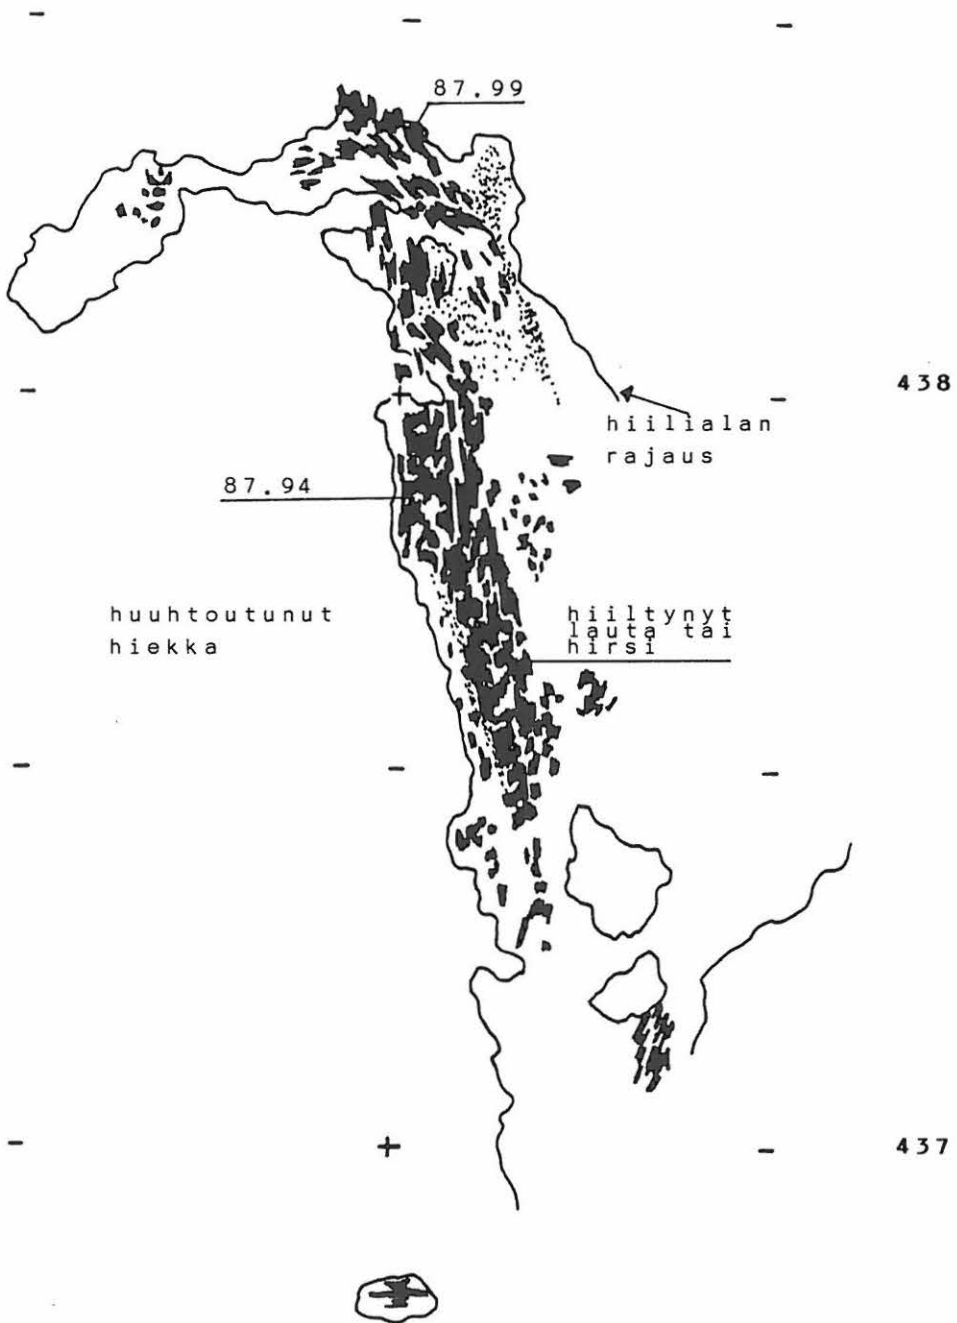 87.99
438
hiilialan
rajaus
87.94
huuhtoutunut
hiekka
hiiltynyt
lauta tai
hirsi
437